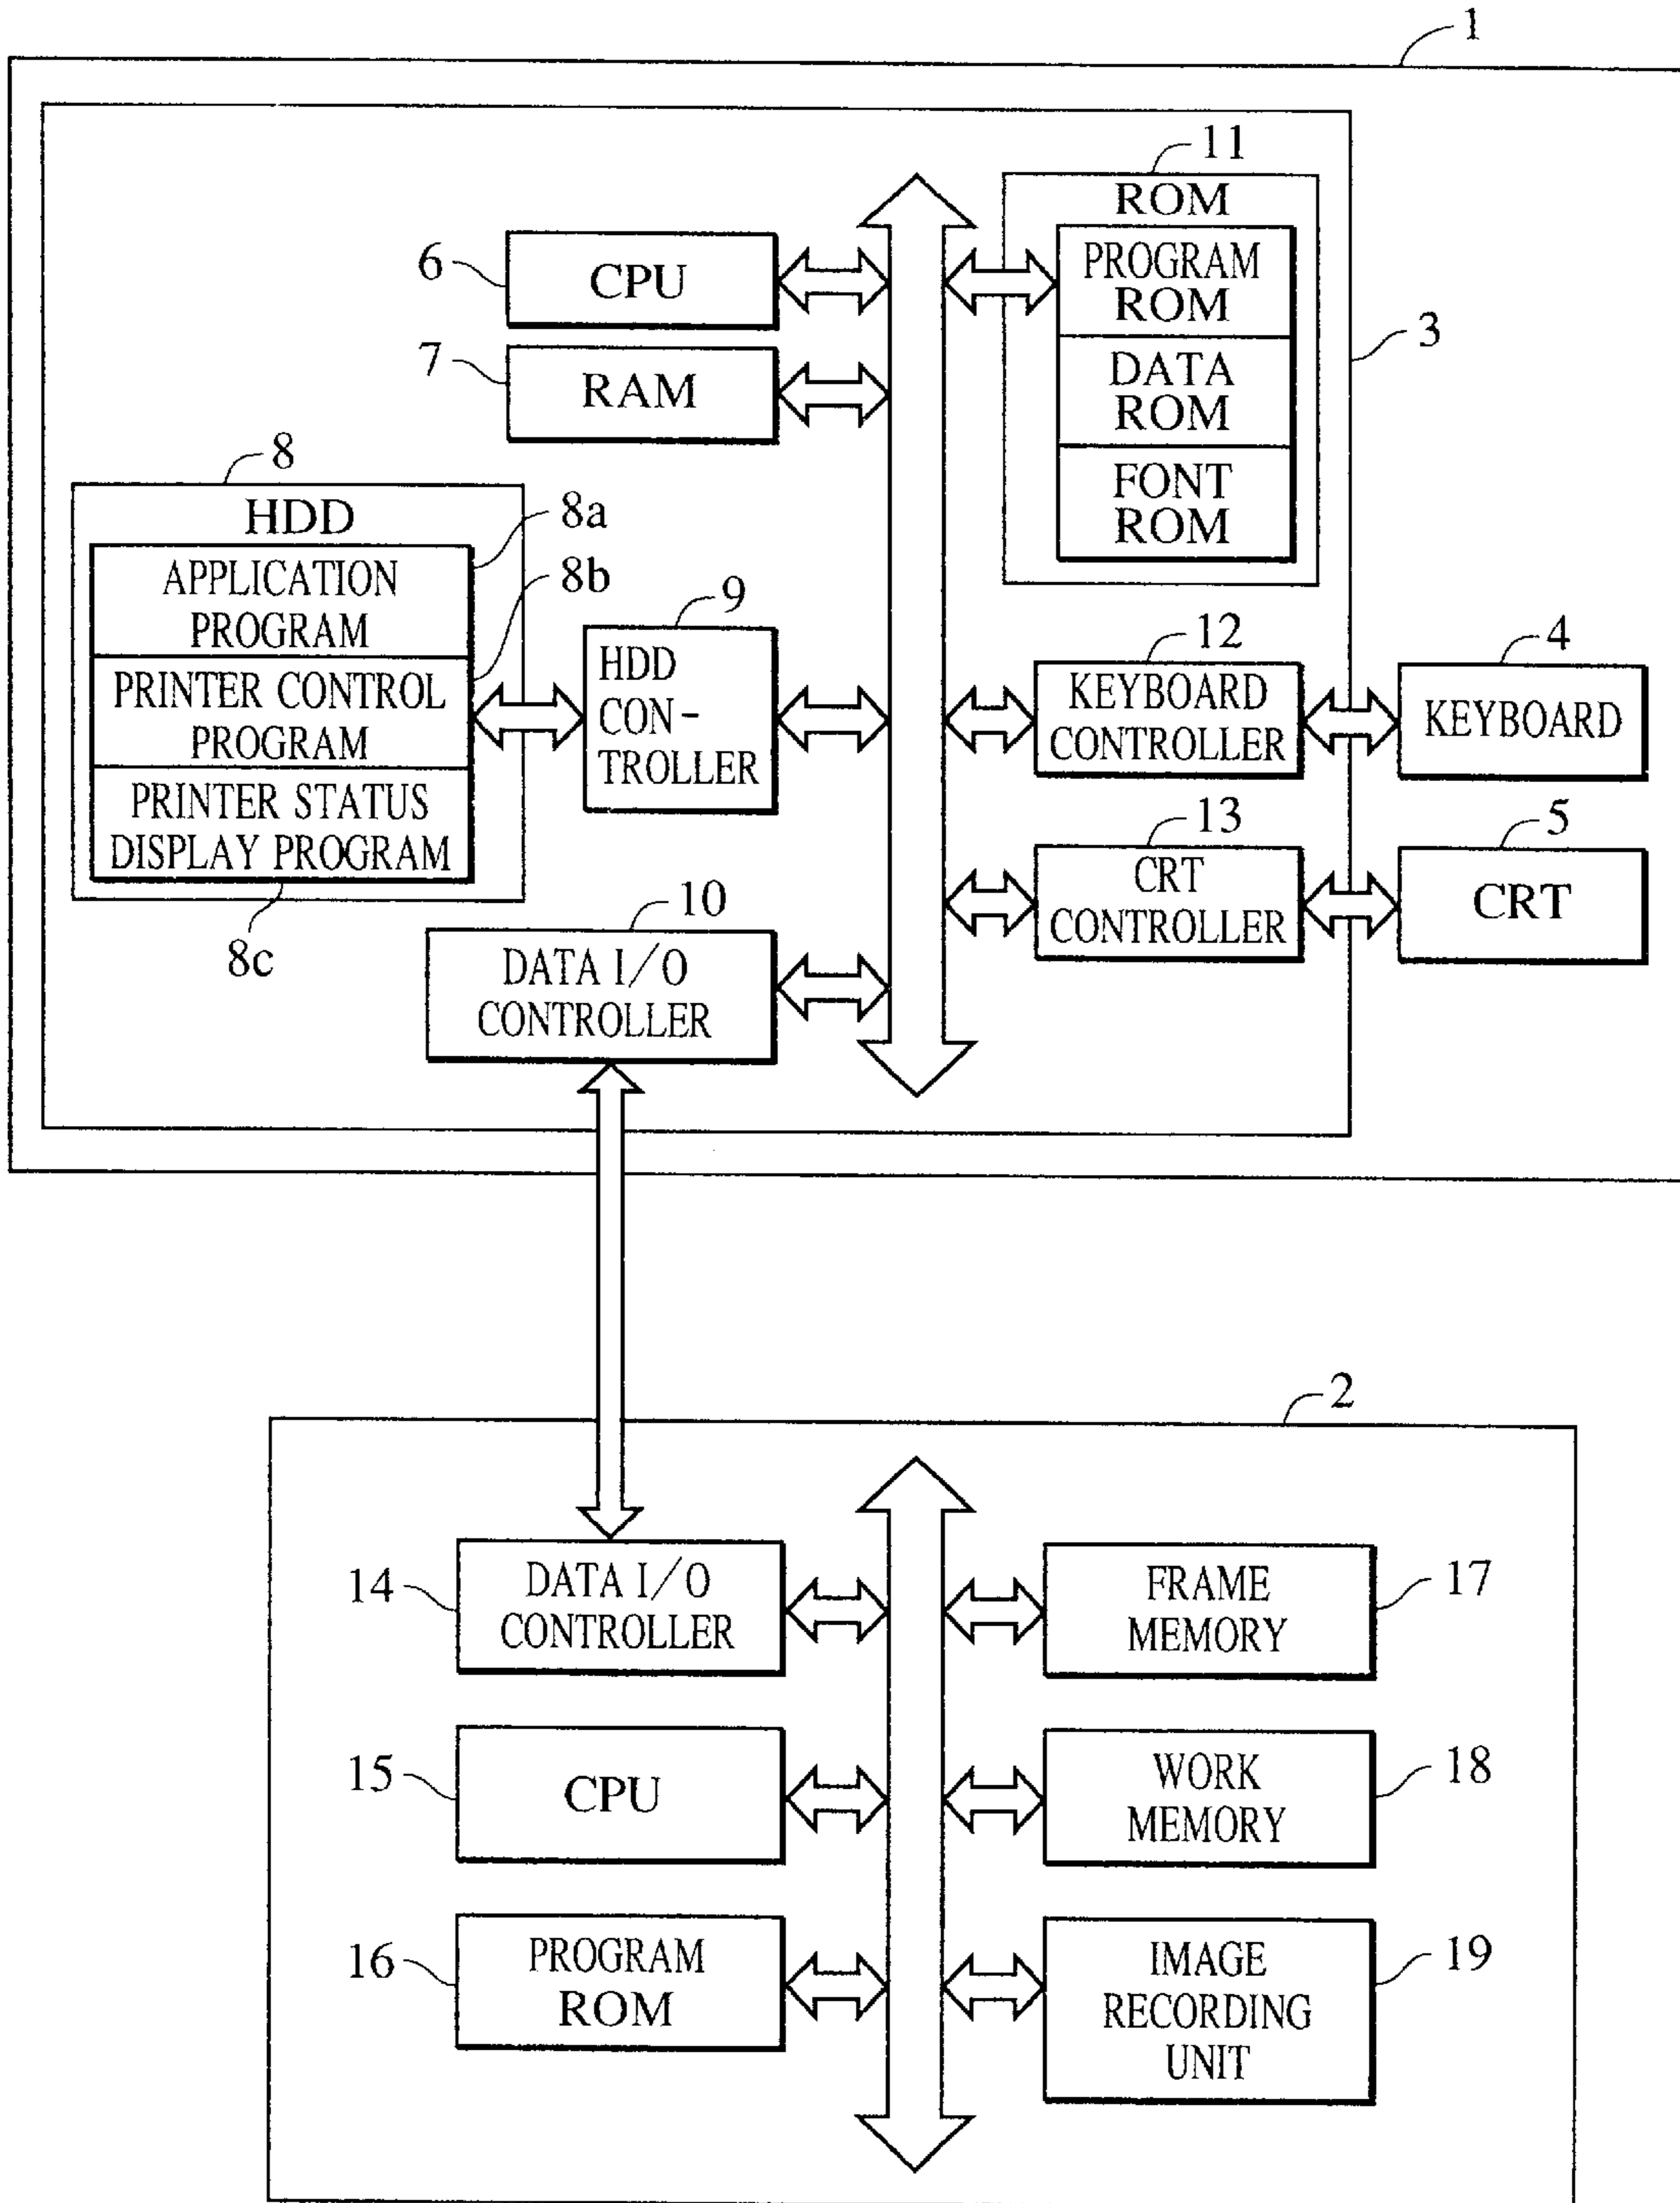 1
11
ROM
6
CPU
PROGRAM
ROM
3
7
RAM
DATA
ROM
8
HDD
8a
FONT
ROM
APPLICATION
PROGRAM
8b
9
12
4
PRINTER CONTROL
PROGRAM
HDD
CON-
TROLLER
KEYBOARD
CONTROLLER
KEYBOARD
PRINTER STATUS
DISPLAY PROGRAM
13
5
8c
10
CRT
CONTROLLER
CRT
DATA I/O
CONTROLLER
2
14
DATA I/O
CONTROLLER
FRAME
MEMORY
17
15
CPU
WORK
MEMORY
18
16
PROGRAM
ROM
IMAGE
RECORDING
UNIT
19